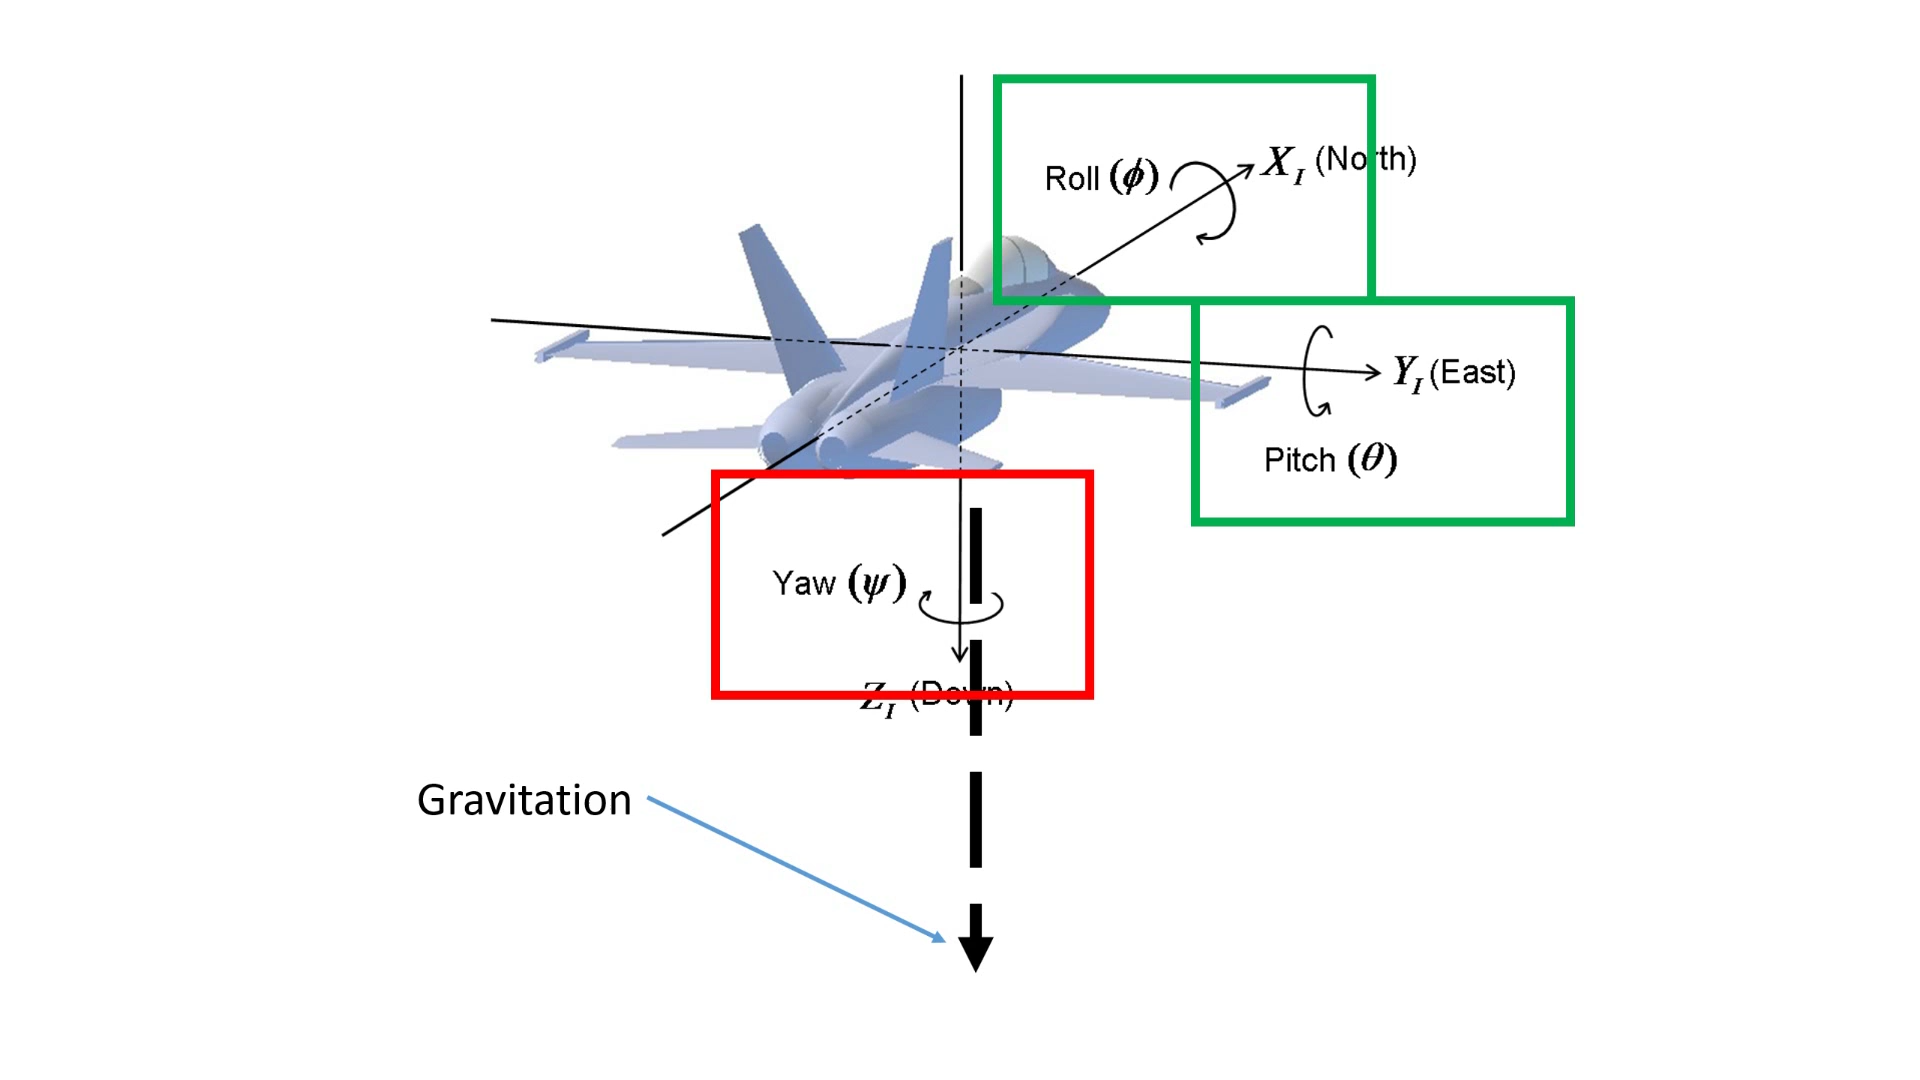 Roll (ϕ)
X_I (North)
Y_I (East)
Pitch (θ)
Yaw (ψ)
Z_I (Down)
Gravitation